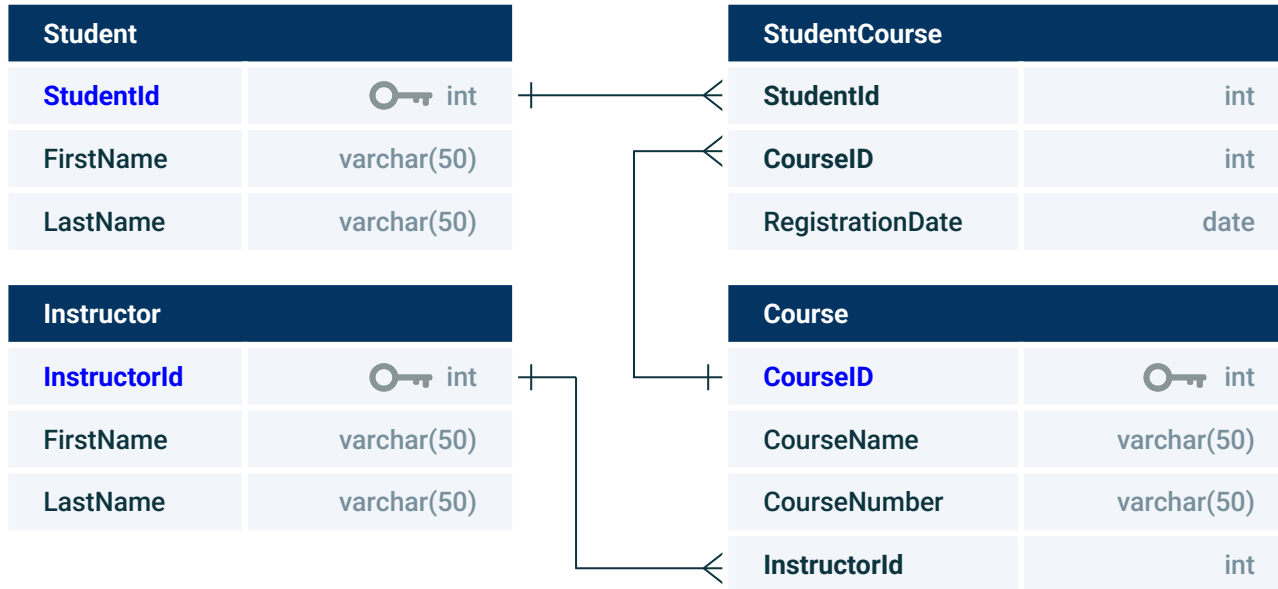 Student
StudentId int
FirstName varchar(50)
LastName varchar(50)
StudentCourse
StudentId int
CourseID int
RegistrationDate date
Instructor
InstructorId int
FirstName varchar(50)
LastName varchar(50)
Course
CourseID int
CourseName varchar(50)
CourseNumber varchar(50)
InstructorId int